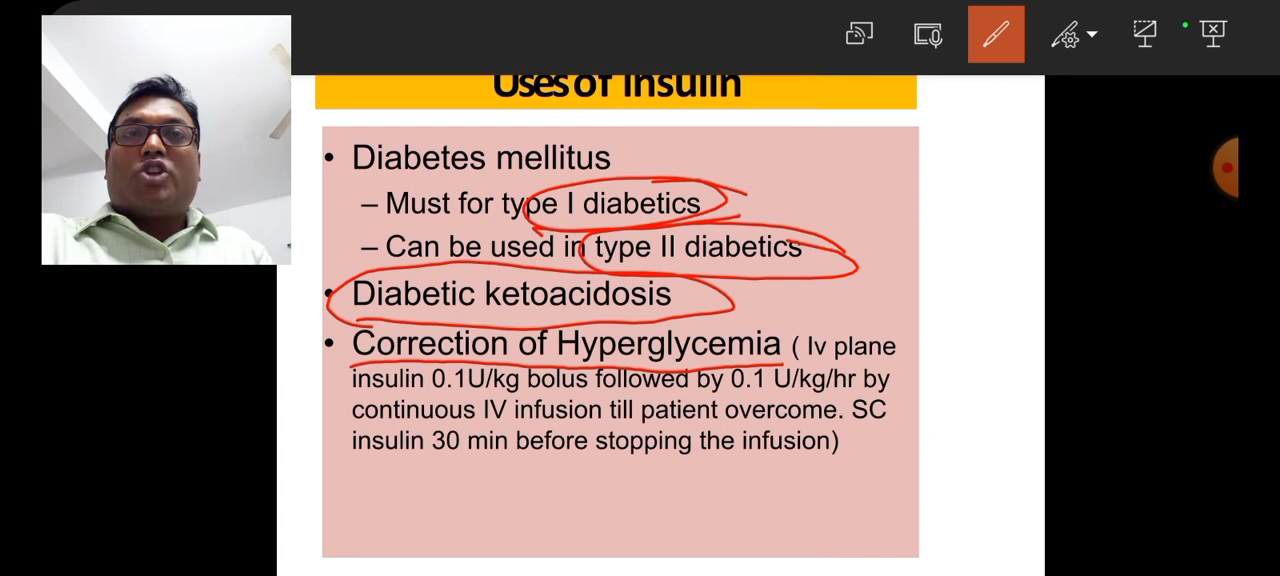 Uses of Insulin
• Diabetes mellitus
– Must for type I diabetics
– Can be used in type II diabetics
• Diabetic ketoacidosis
• Correction of Hyperglycemia ( Iv plane
insulin 0.1U/kg bolus followed by 0.1 U/kg/hr by
continuous IV infusion till patient overcome. SC
insulin 30 min before stopping the infusion)